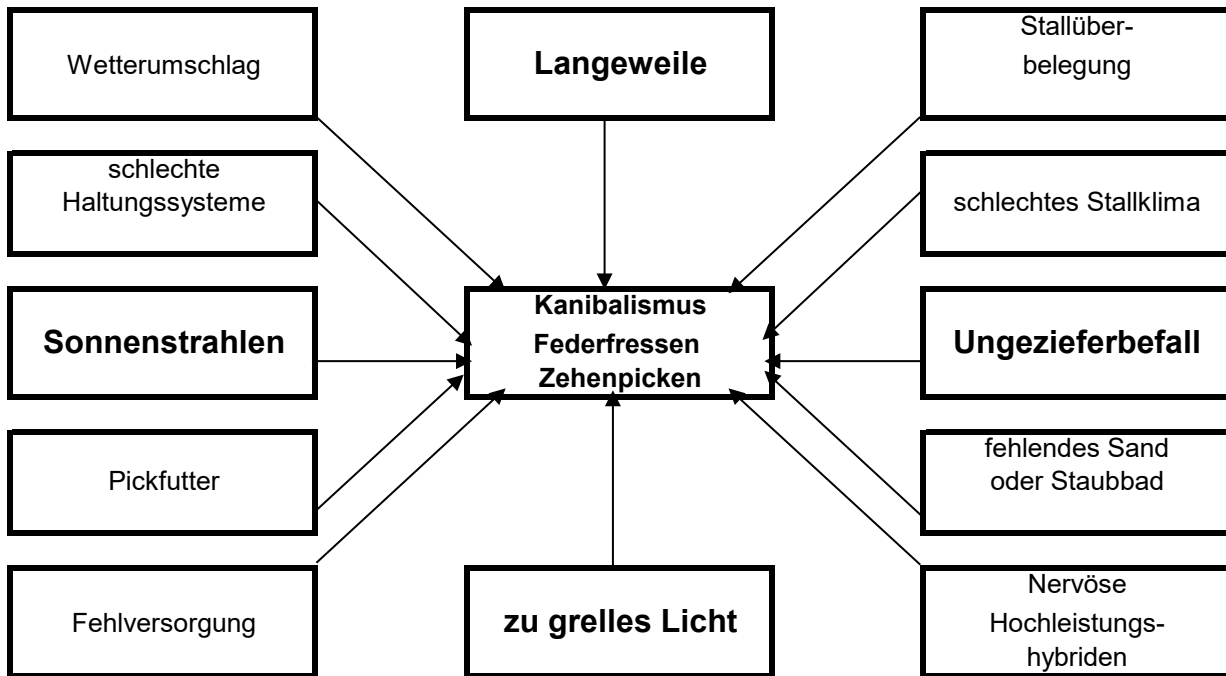 Wetterumschlag
Langeweile
Stallüber-
belegung
schlechte
Haltungssysteme
schlechtes Stallklima
Sonnenstrahlen
Kanibalismus
Federfressen
Zehenpicken
Ungezieferbefall
Pickfutter
fehlendes Sand
oder Staubbad
Fehlversorgung
zu grelles Licht
Nervöse
Hochleistungs-
hybriden